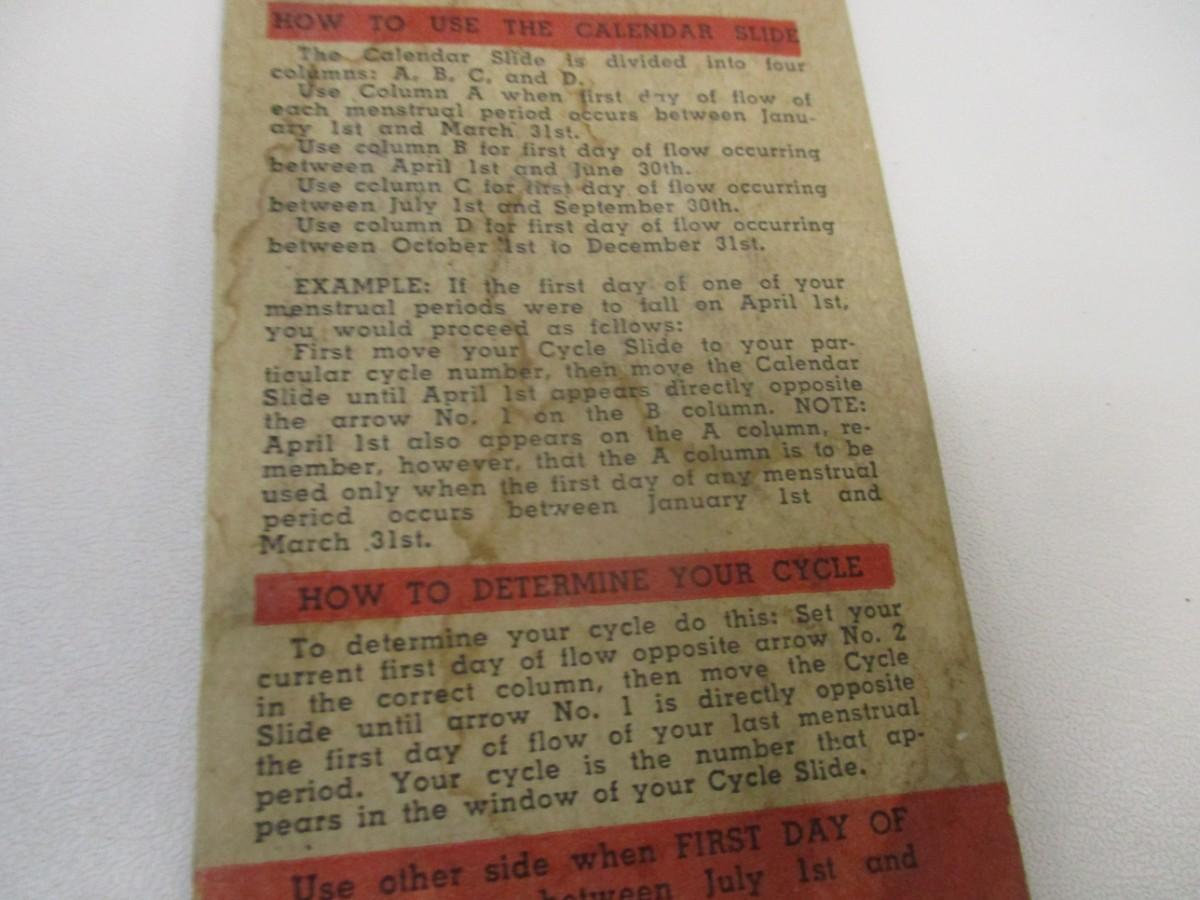 HOW TO USE THE CALENDAR SLIDE
The Calendar Slide is divided into four
columns: A, B, C, and D.
Use Column A when first day of flow of
each menstrual period occurs between Janu-
ary 1st and March 31st.
Use column B for first day of flow occurring
between April 1st and June 30th.
Use column C for first day of flow occurring
between July 1st and September 30th.
Use column D for first day of flow occurring
between October 1st to December 31st.
EXAMPLE: If the first day of one of your
menstrual periods were to fall on April 1st,
you would proceed as follows:
First move your Cycle Slide to your par-
ticular cycle number, then move the Calendar
Slide until April 1st appears directly opposite
the arrow No. 1 on the B column. NOTE:
April 1st also appears on the A column, re-
member, however, that the A column is to be
used only when the first day of any menstrual
period occurs between January 1st and
March 31st.
HOW TO DETERMINE YOUR CYCLE
To determine your cycle do this: Set your
current first day of flow opposite arrow No. 2
in the correct column, then move the Cycle
Slide until arrow No. 1 is directly opposite
the first day of flow of your last menstrual
period. Your cycle is the number that ap-
pears in the window of your Cycle Slide.
Use other side when FIRST DAY OF
between July 1st and